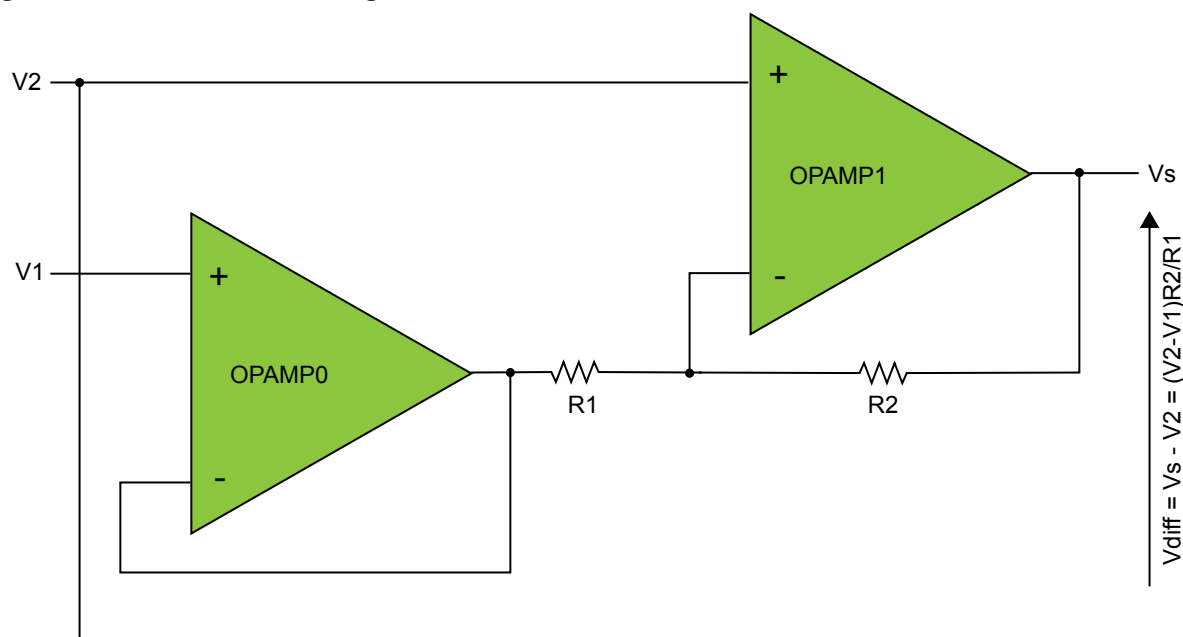 V2
+
OPAMP1
Vs
-
V1
+
OPAMP0
-
R1
R2
Vdiff = Vs - V2 = (V2-V1)R2/R1